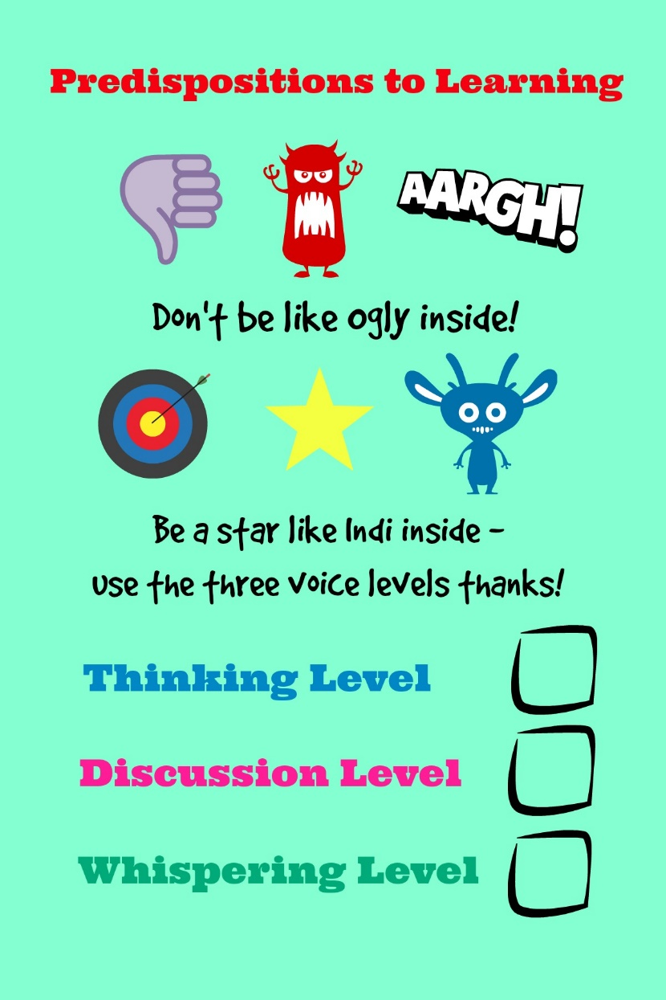 Predispositions to Learning
AARGH!
Don't be like Ogly inside!
Be a star like Indi inside -
use the three voice levels thanks!
Thinking Level
Discussion Level
Whispering Level